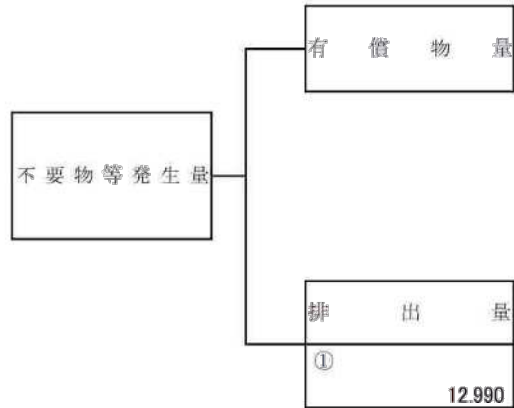 有償物量
不要物等発生量
排出量
①
12.990